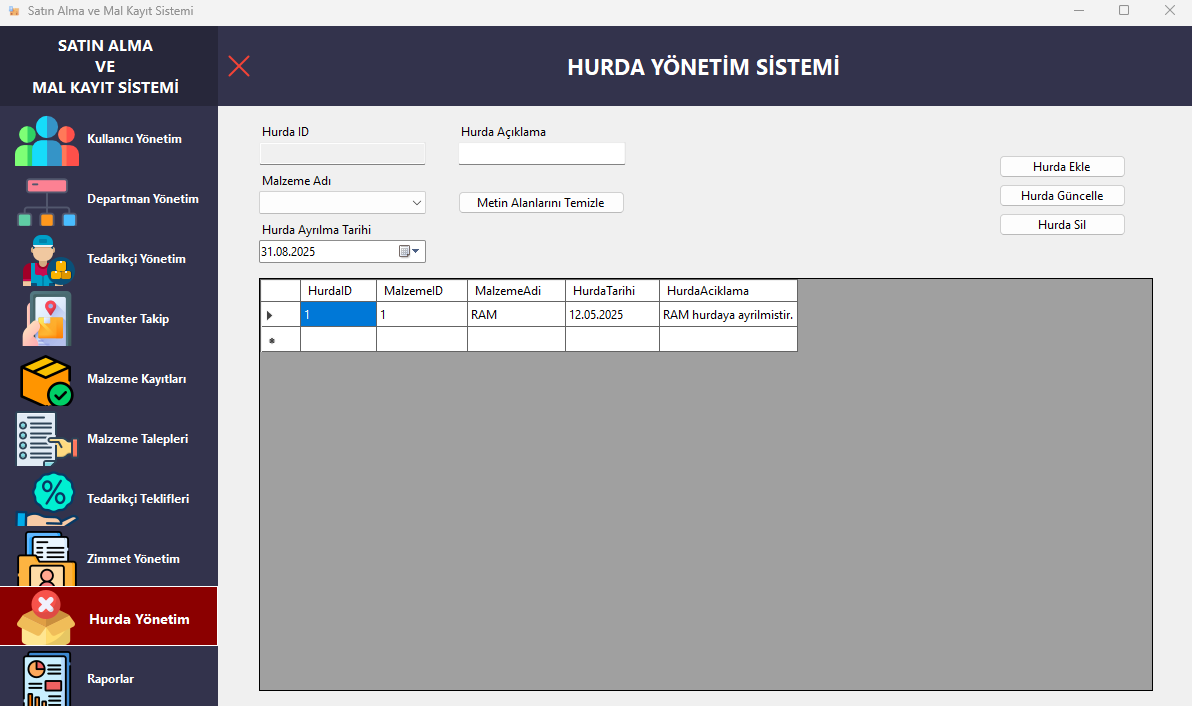 Satın Alma ve Mal Kayıt Sistemi
SATIN ALMA
VE
MAL KAYIT SİSTEMİ
HURDA YÖNETİM SİSTEMİ
Kullanıcı Yönetim
Departman Yönetim
Tedarikçi Yönetim
Envanter Takip
Malzeme Kayıtları
Malzeme Talepleri
Tedarikçi Teklifleri
Zimmet Yönetim
Hurda Yönetim
Raporlar
Hurda ID
Hurda Açıklama
Malzeme Adı
Metin Alanlarını Temizle
Hurda Ayrılma Tarihi
31.08.2025
Hurda Ekle
Hurda Güncelle
Hurda Sil
HurdaID MalzemeID MalzemeAdi HurdaTarihi HurdaAciklama
1 1 RAM 12.05.2025 RAM hurdaya ayrilmistir.